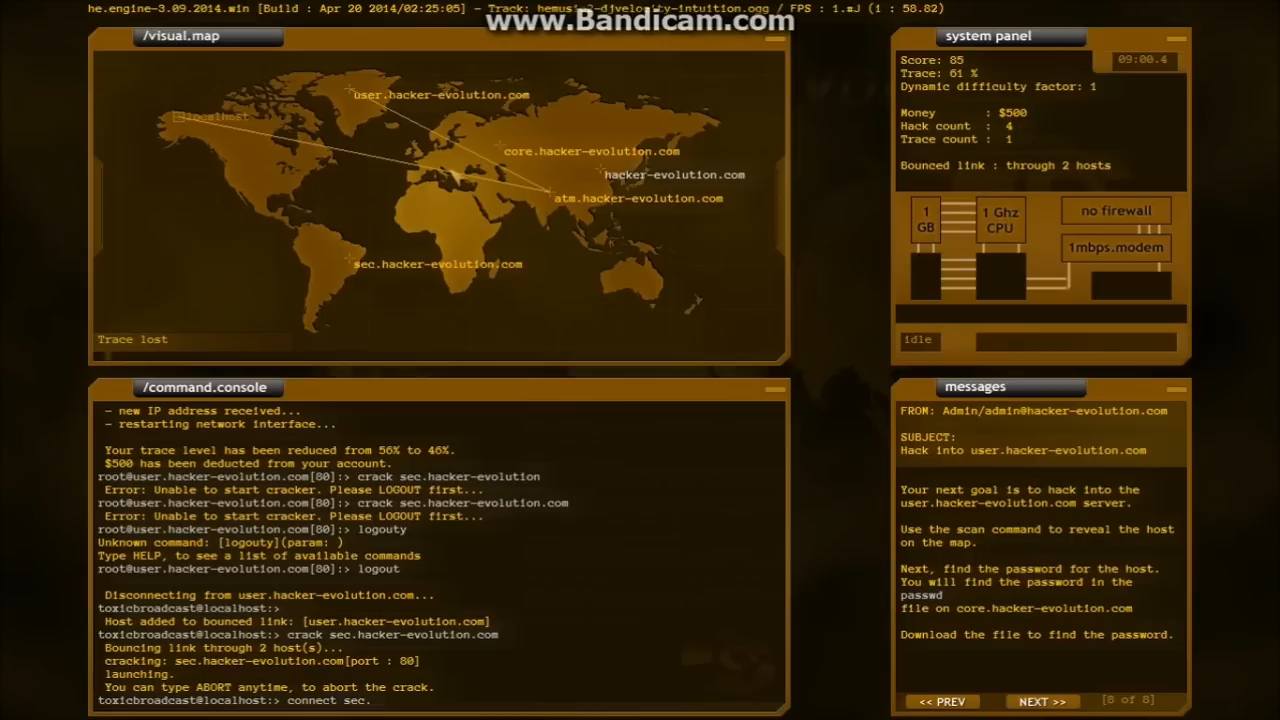 he.engine-3.09.2014.win [Build : Apr 20 2014/02:25:05] - Track: hemus1-2-djvelocity-intuition.ogg / FPS : 1.#J (1 : 58.82)
www.Bandicam.com
/visual.map
user.hacker-evolution.com
localhost
core.hacker-evolution.com
hacker-evolution.com
atm.hacker-evolution.com
sec.hacker-evolution.com
Trace lost
system panel
Score: 85
09:00.4
Trace: 61 %
Dynamic difficulty factor: 1
Money : $500
Hack count : 4
Trace count : 1
Bounced link : through 2 hosts
1 GB
1 Ghz CPU
no firewall
1mbps.modem
idle
/command.console
- new IP address received...
- restarting network interface...
Your trace level has been reduced from 56% to 46%.
$500 has been deducted from your account.
root@user.hacker-evolution.com[80]:> crack sec.hacker-evolution
Error: Unable to start cracker. Please LOGOUT first...
root@user.hacker-evolution.com[80]:> crack sec.hacker-evolution.com
Error: Unable to start cracker. Please LOGOUT first...
root@user.hacker-evolution.com[80]:> logouty
Unknown command: [logouty](param: )
Type HELP, to see a list of available commands
root@user.hacker-evolution.com[80]:> logout
Disconnecting from user.hacker-evolution.com...
toxicbroadcast@localhost:>
Host added to bounced link: [user.hacker-evolution.com]
toxicbroadcast@localhost:> crack sec.hacker-evolution.com
Bouncing link through 2 host(s)...
cracking: sec.hacker-evolution.com[port : 80]
launching.
You can type ABORT anytime, to abort the crack.
toxicbroadcast@localhost:> connect sec.
messages
FROM: Admin/admin@hacker-evolution.com
SUBJECT:
Hack into user.hacker-evolution.com
Your next goal is to hack into the
user.hacker-evolution.com server.
Use the scan command to reveal the host
on the map.
Next, find the password for the host.
You will find the password in the
passwd
file on core.hacker-evolution.com
Download the file to find the password.
<< PREV
NEXT >>
[8 of 8]